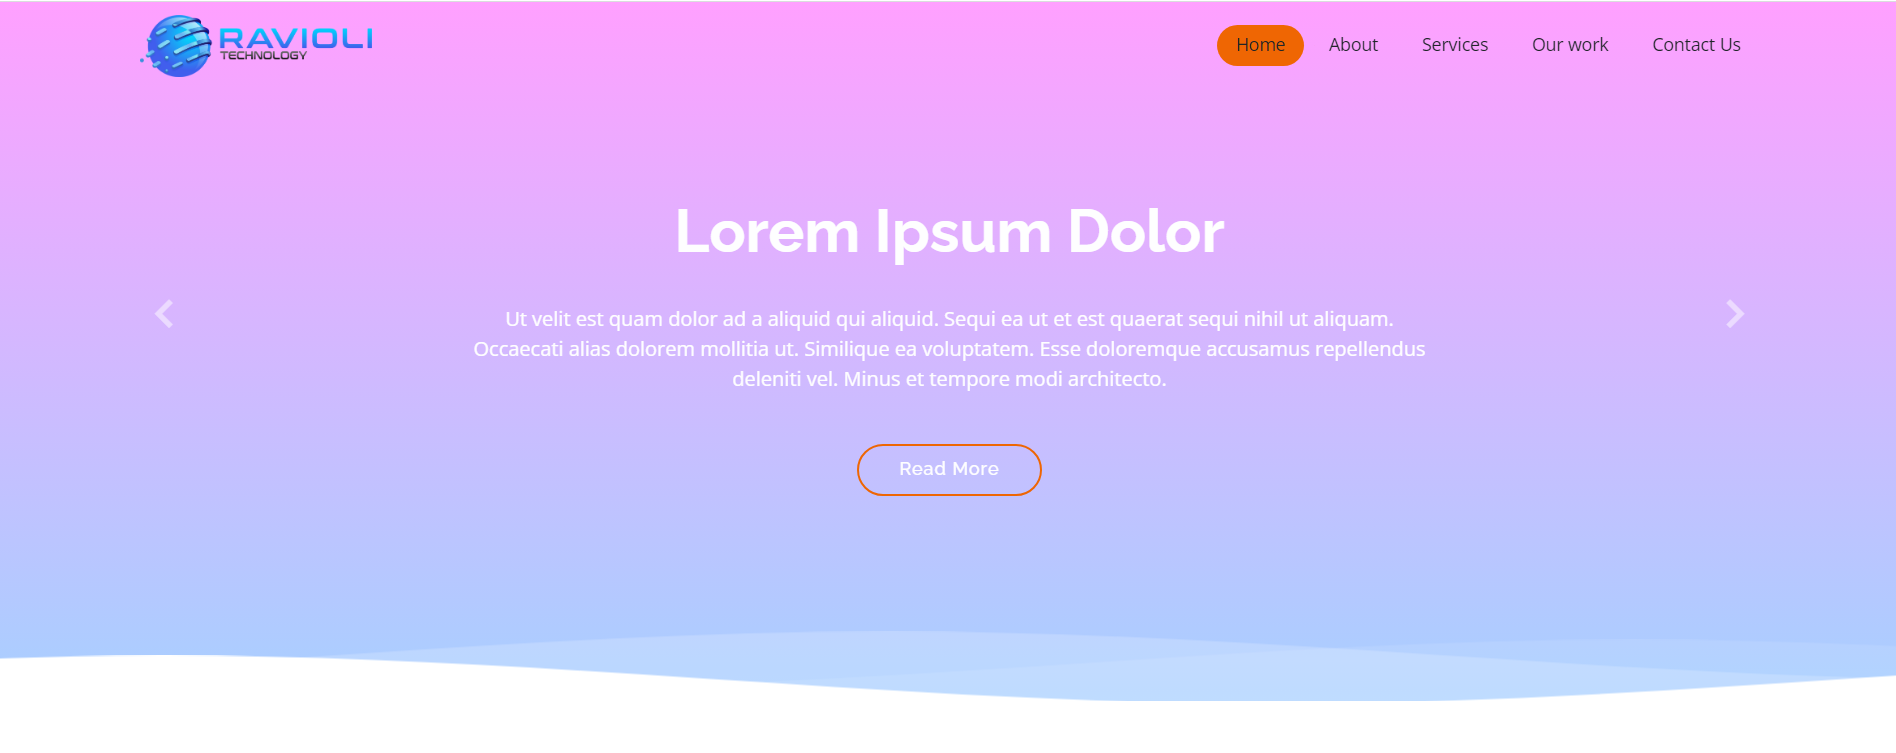 RAVIOLI
TECHNOLOGY
Home About Services Our work Contact Us
Lorem Ipsum Dolor
Ut velit est quam dolor ad a aliquid qui aliquid. Sequi ea ut et est quaerat sequi nihil ut aliquam.
Occaecati alias dolorem mollitia ut. Similique ea voluptatem. Esse doloremque accusamus repellendus
deleniti vel. Minus et tempore modi architecto.
Read More